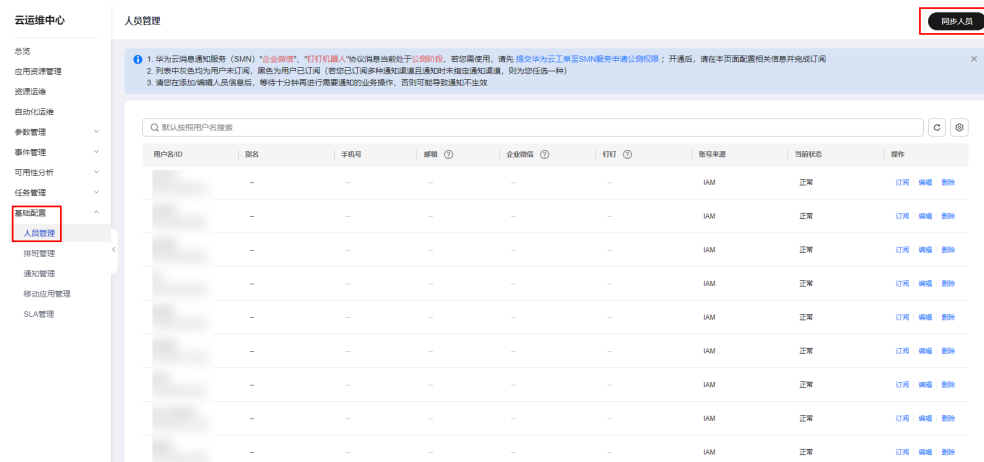 云运维中心
人员管理
同步人员
总览
应用资源管理
资源运维
自动化运维
参数管理
事件管理
可用性分析
任务管理
基础配置
人员管理
排班管理
通知管理
移动应用管理
SLA管理
1. 华为云消息通知服务（SMN）"企业微信"、"钉钉机器人"协议消息当前处于公测阶段，若您需使用，请先 提交华为云工单至SMN服务申请公测权限 ；开通后，请在本页面配置相关信息并完成订阅
2. 列表中灰色均为用户未订阅，黑色为用户已订阅（若您已订阅多种通知渠道且通知时未指定通知渠道，则为您任选一种）
3. 请您在添加/编辑人员信息后，等待十分钟再进行需要通知的业务操作，否则可能导致通知不生效
默认按照用户名搜索
用户名/ID 别名 手机号 邮箱 企业微信 钉钉 账号来源 当前状态 操作
-- -- -- -- -- IAM 正常 订阅 编辑 删除
-- -- -- -- -- IAM 正常 订阅 编辑 删除
-- -- -- -- -- IAM 正常 订阅 编辑 删除
-- -- -- -- -- IAM 正常 订阅 编辑 删除
-- -- -- -- -- IAM 正常 订阅 编辑 删除
-- -- -- -- -- IAM 正常 订阅 编辑 删除
-- -- -- -- -- IAM 正常 订阅 编辑 删除
-- -- -- -- -- IAM 正常 订阅 编辑 删除
-- -- -- -- -- IAM 正常 订阅 编辑 删除